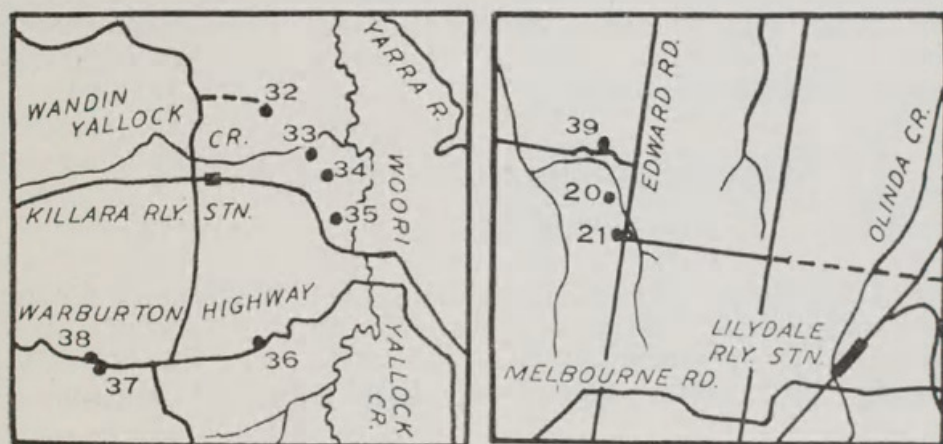 YARRA R.
32
WANDIN
YALLOCK
CR.
33
34
WOORI
35
KILLARA RLY. STN.
WARBURTON HIGHWAY
38
36
37
YALLOCK
CR.
39
EDWARD RD.
20
21
OLINDA CR.
LILYDALE
RLY. STN.
MELBOURNE RD.